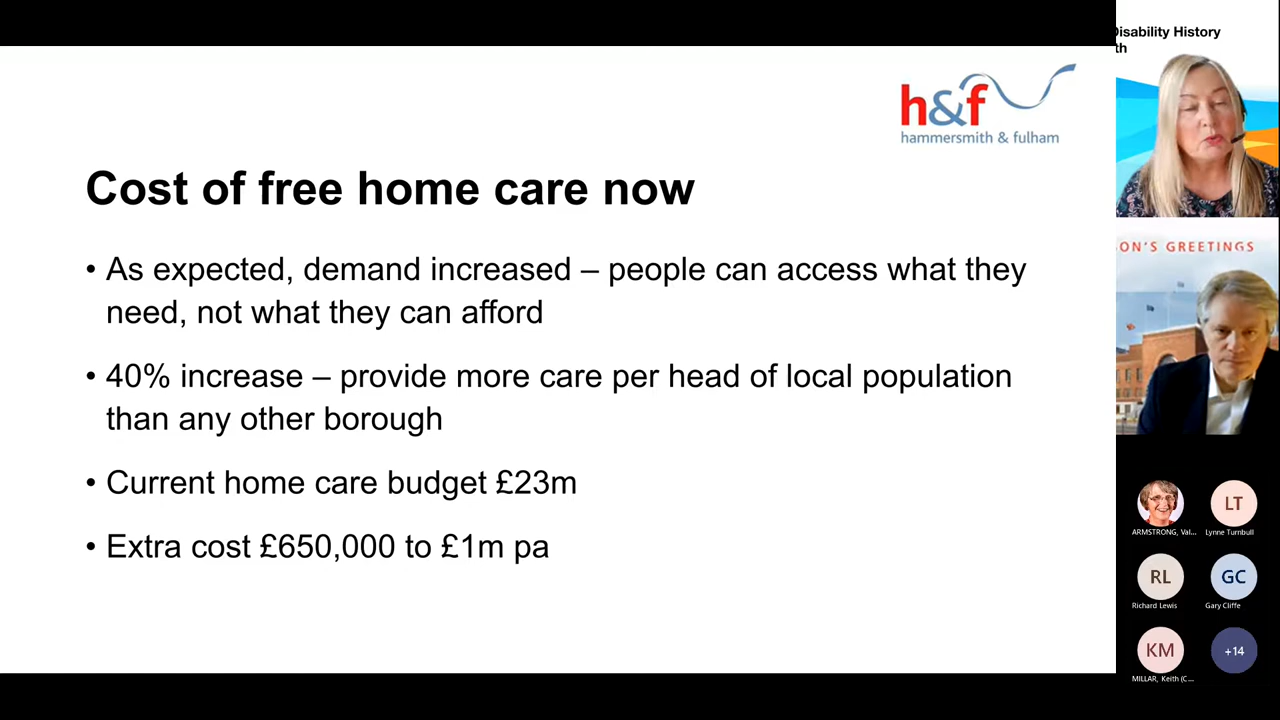 h&f
hammersmith & fulham
Cost of free home care now
• As expected, demand increased – people can access what they
need, not what they can afford
• 40% increase – provide more care per head of local population
than any other borough
• Current home care budget £23m
• Extra cost £650,000 to £1m pa
Disability History
th
ON'S GREETINGS
ARMSTRONG, Val...
LT
Lynne Turnbull
RL
Richard Lewis
GC
Gary Cliffe
KM
MILLAR, Keith (C...
+14